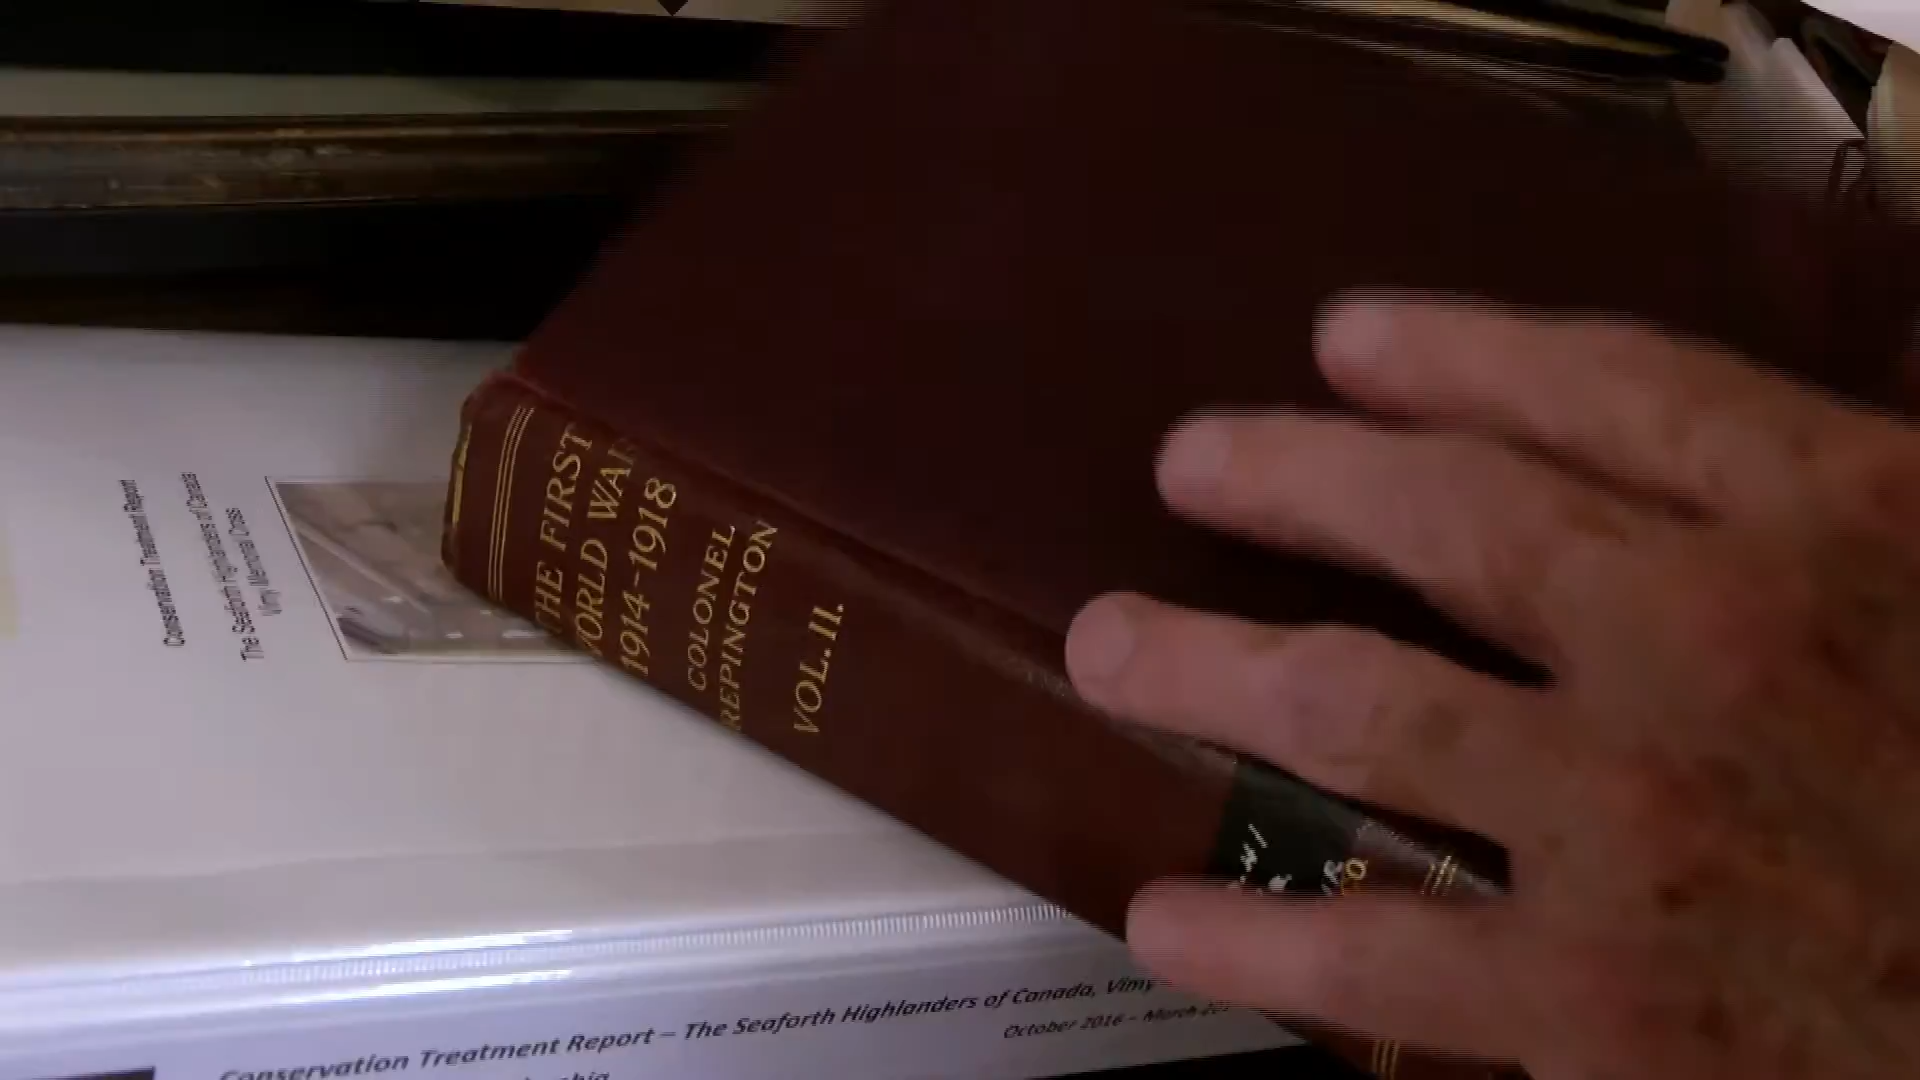 THE FIRST
WORLD WAR
1914-1918
COLONEL
REPINGTON
VOL. II.
Conservation Treatment Report
The Seaforth Highlanders of Canada
Vimy Memorial Cross
Conservation Treatment Report – The Seaforth Highlanders of Canada, Vimy
October 2016 – March